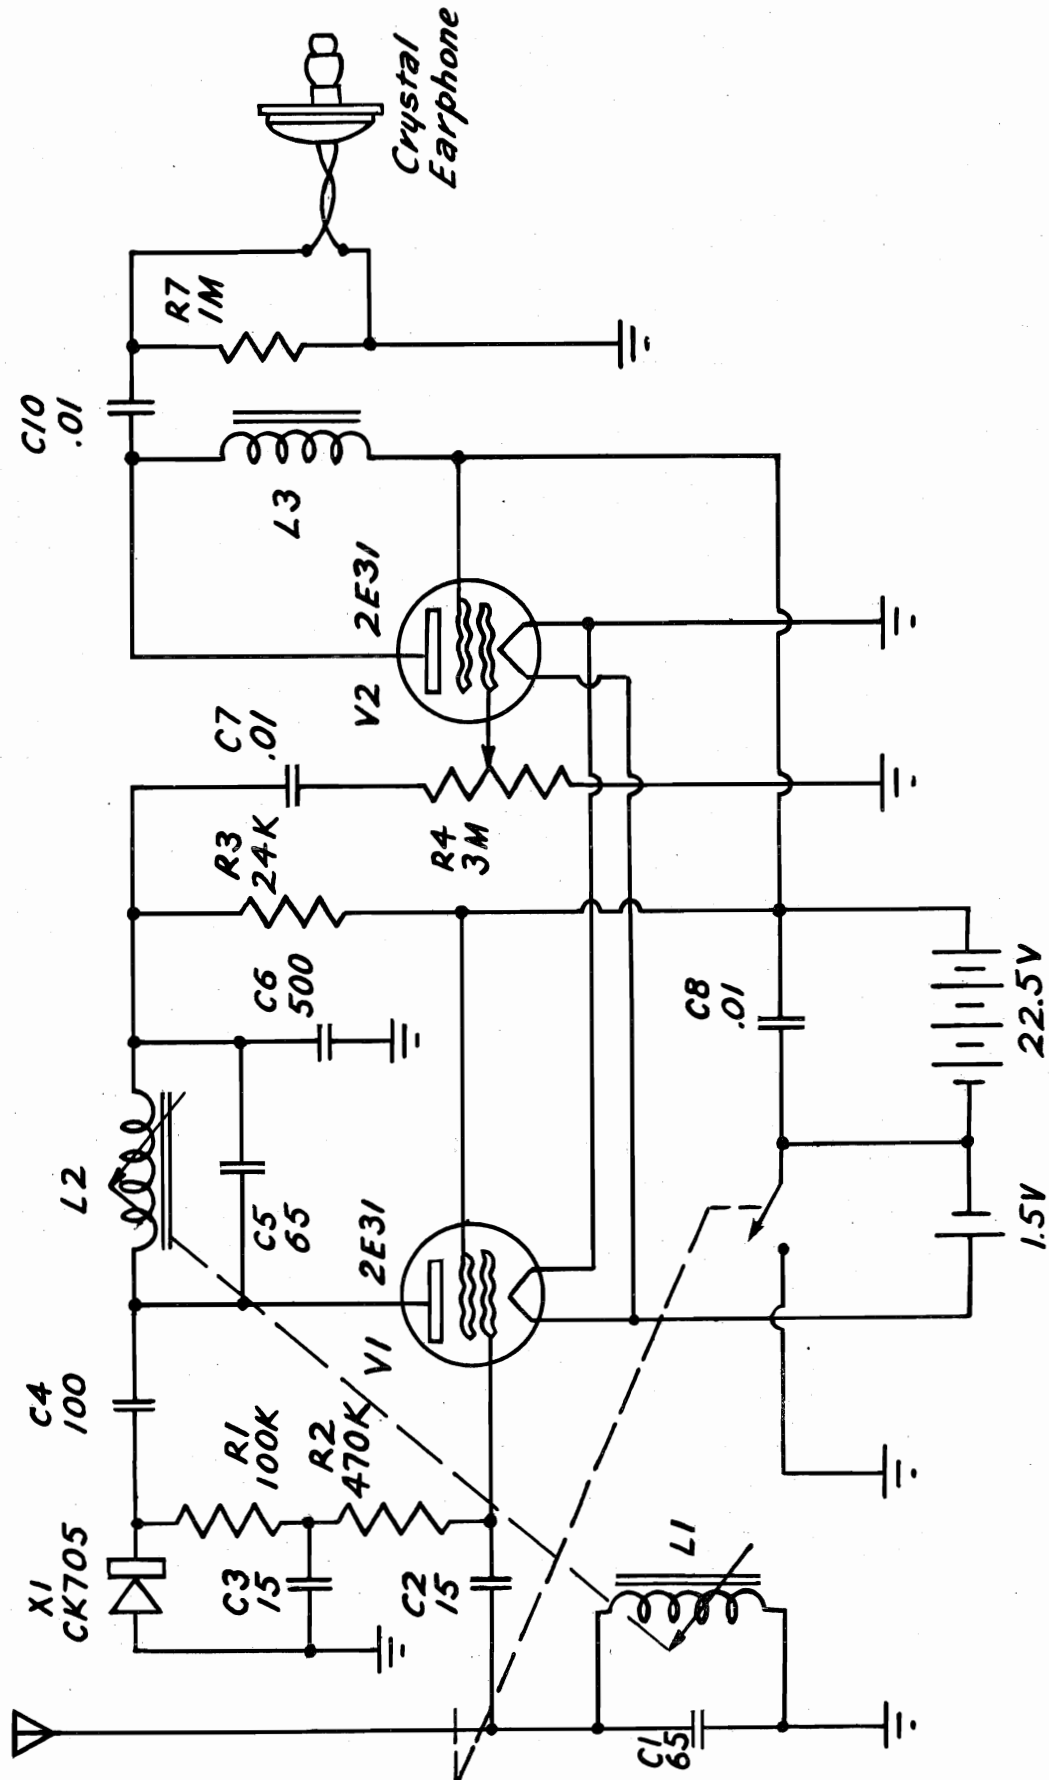 X1
CK705
C4
100
L2
C10
.01
R1
100K
R2
470K
C3
15
C2
15
C5
65
C6
500
R3
24K
C7
.01
R7
1M
L3
Crystal
Earphone
V1
2E31
V2
2E31
R4
3M
C1
65
L1
C8
.01
1.5V
22.5V